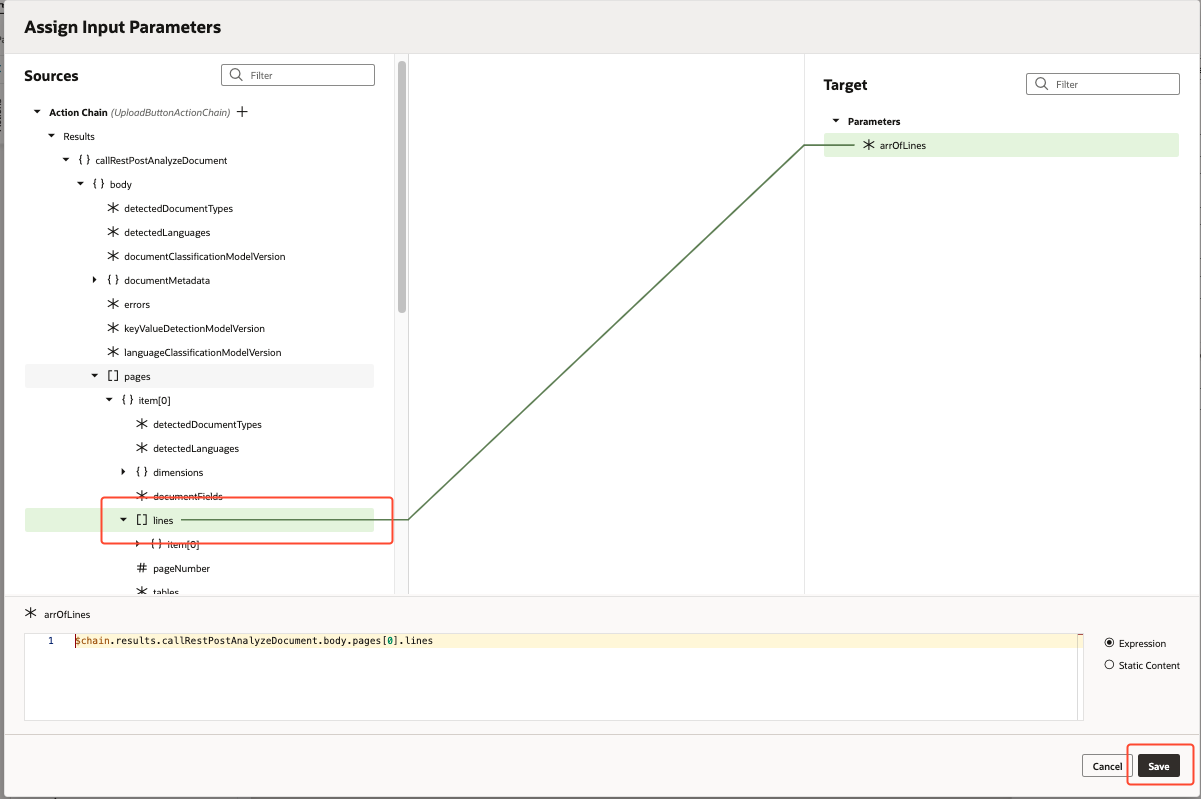 Assign Input Parameters
Sources
Filter
Action Chain (UploadButtonActionChain)
Results
{ } callRestPostAnalyzeDocument
{ } body
detectedDocumentTypes
detectedLanguages
documentClassificationModelVersion
{ } documentMetadata
errors
keyValueDetectionModelVersion
languageClassificationModelVersion
[ ] pages
{ } item[0]
detectedDocumentTypes
detectedLanguages
{ } dimensions
documentFields
[ ] lines
{ } item[0]
# pageNumber
tables
Target
Filter
Parameters
arrOfLines
arrOfLines
1 $chain.results.callRestPostAnalyzeDocument.body.pages[0].lines
Expression
Static Content
Cancel
Save